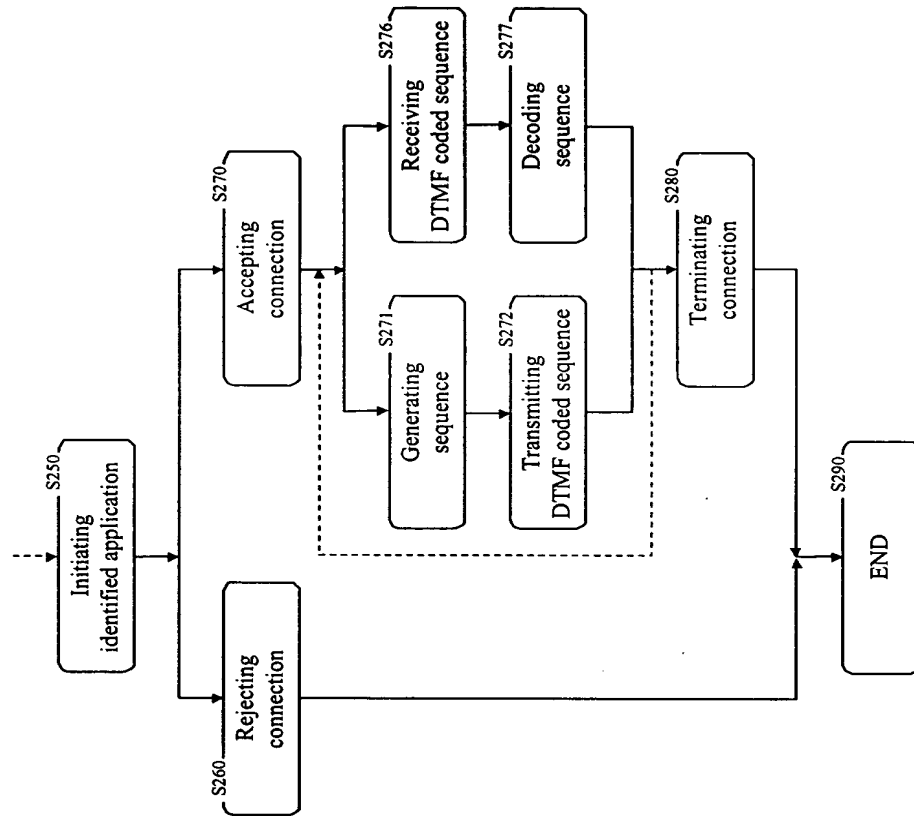 S250
Initiating
identified application
S260
Rejecting
connection
S270
Accepting
connection
S271
Generating
sequence
S276
Receiving
DTMF coded sequence
S272
Transmitting
DTMF coded sequence
S277
Decoding
sequence
S280
Terminating
connection
S290
END